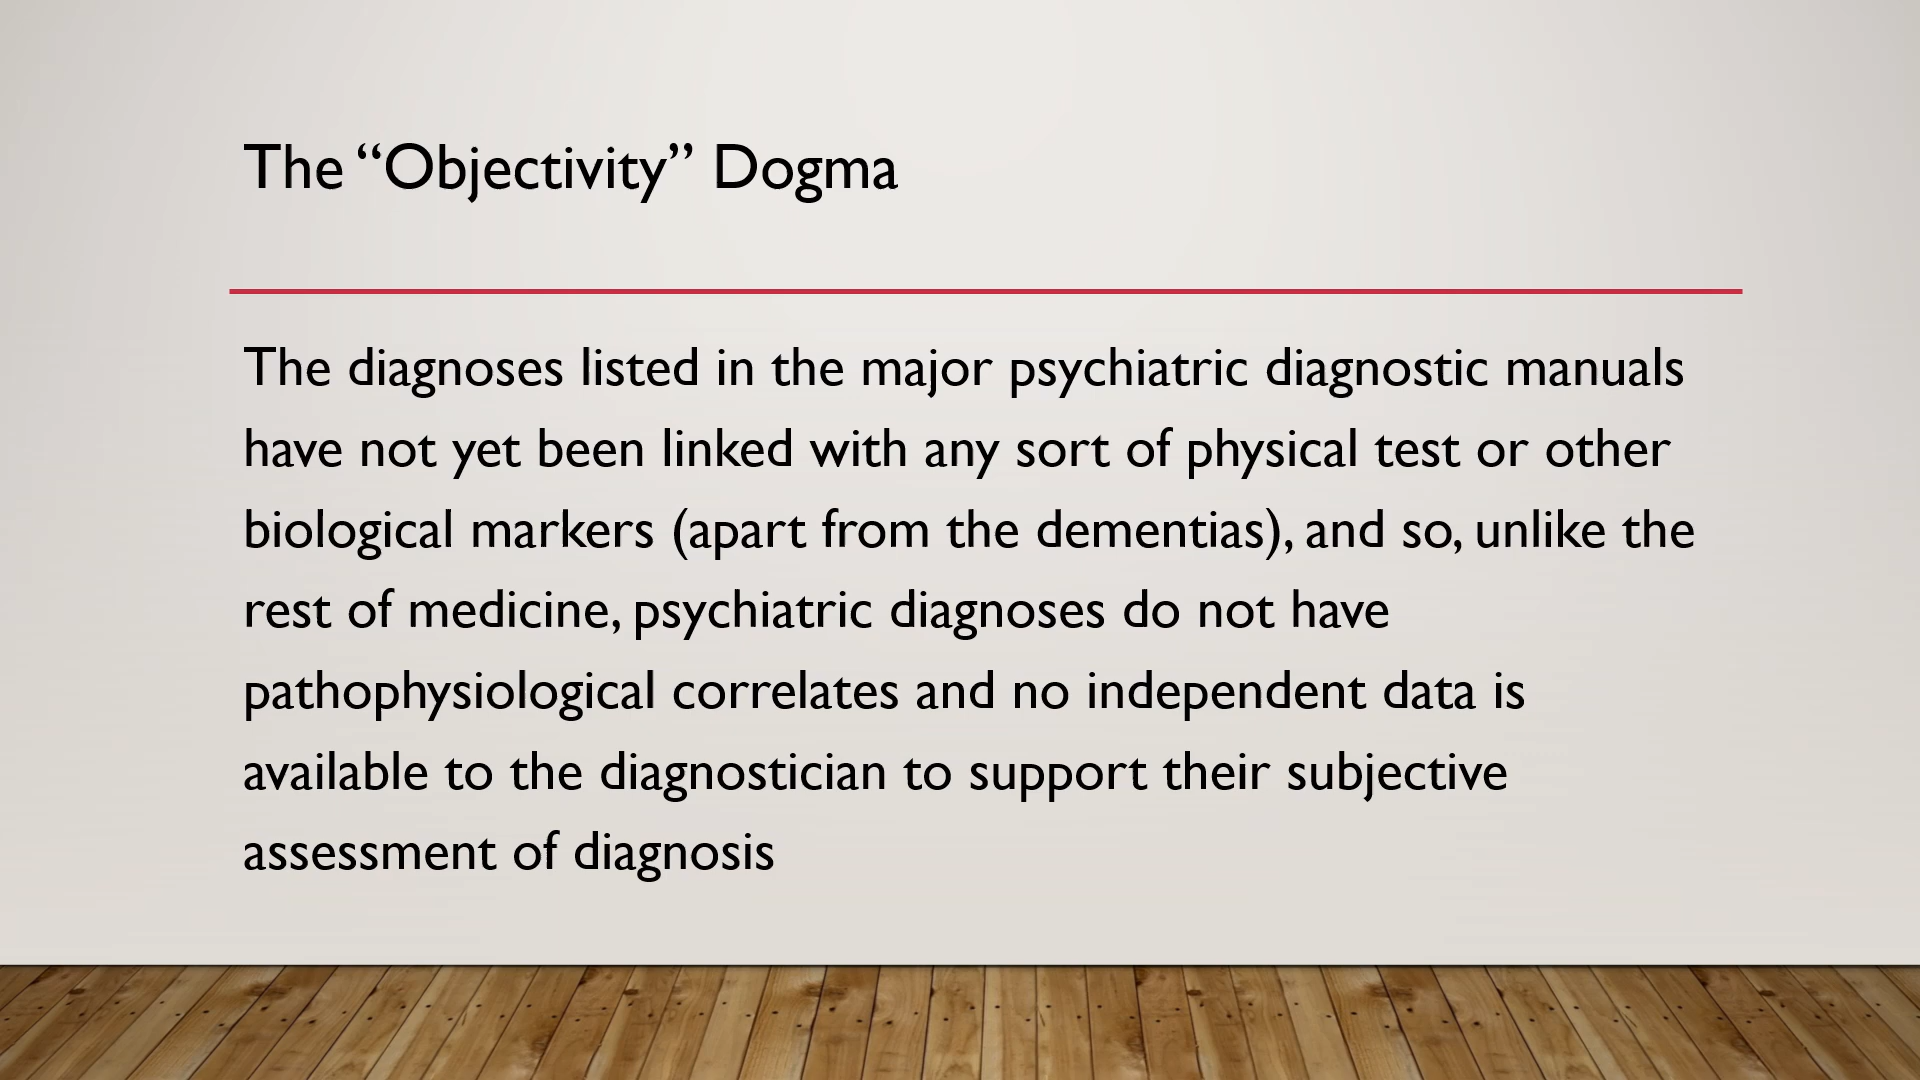 The “Objectivity” Dogma
The diagnoses listed in the major psychiatric diagnostic manuals
have not yet been linked with any sort of physical test or other
biological markers (apart from the dementias), and so, unlike the
rest of medicine, psychiatric diagnoses do not have
pathophysiological correlates and no independent data is
available to the diagnostician to support their subjective
assessment of diagnosis